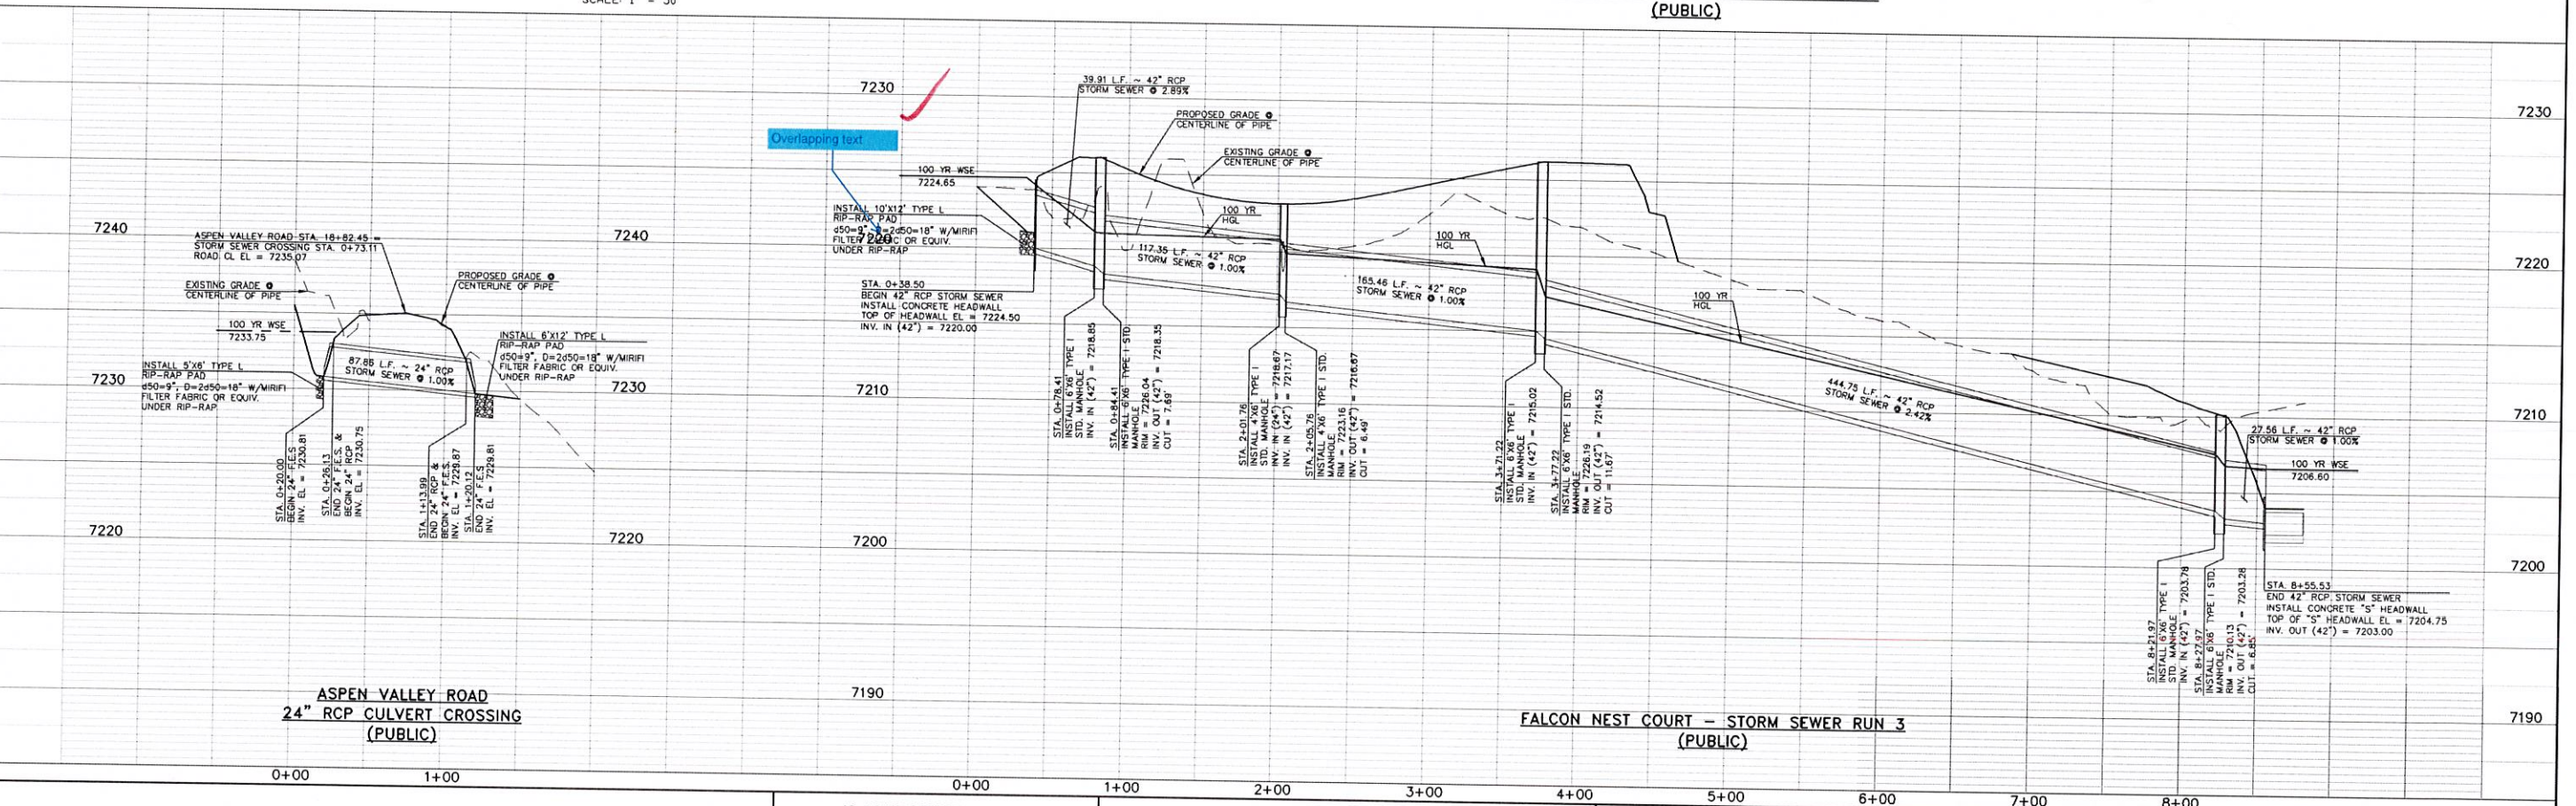 (PUBLIC)
7230
39.91 L.F. ~ 42" RCP
STORM SEWER @ 2.89%
7230
PROPOSED GRADE @
CENTERLINE OF PIPE
Overlapping text
EXISTING GRADE @
CENTERLINE OF PIPE
100 YR WSE
7224.65
INSTALL 10'X12' TYPE L
RIP-RAP PAD
d50=9", D=2d50=18" W/MIRIFI
FILTER FABRIC OR EQUIV.
UNDER RIP-RAP
7220
100 YR
HGL
117.35 L.F. ~ 42" RCP
STORM SEWER @ 1.00%
100 YR
HGL
165.46 L.F. ~ 42" RCP
STORM SEWER @ 1.00%
100 YR
HGL
7220
7240
7240
ASPEN VALLEY ROAD STA. 18+82.45 =
STORM SEWER CROSSING STA. 0+73.11
ROAD CL EL = 7235.07
PROPOSED GRADE @
CENTERLINE OF PIPE
EXISTING GRADE @
CENTERLINE OF PIPE
100 YR WSE
7233.75
INSTALL 6'X12' TYPE L
RIP-RAP PAD
d50=9", D=2d50=18" W/MIRIFI
FILTER FABRIC OR EQUIV.
UNDER RIP-RAP
INSTALL 5'X6' TYPE L
RIP-RAP PAD
d50=9", D=2d50=18" W/MIRIFI
FILTER FABRIC OR EQUIV.
UNDER RIP-RAP
87.86 L.F. ~ 24" RCP
STORM SEWER @ 1.00%
7230
7230
STA. 0+20.00
BEGIN 24" F.E.S
INV. EL = 7230.81
STA. 0+26.13
END 24" F.E.S. &
BEGIN 24" RCP
INV. EL = 7230.75
STA. 1+13.99
END 24" RCP &
BEGIN 24" F.E.S.
INV. EL = 7229.87
STA. 1+20.12
END 24" F.E.S
INV. EL = 7229.81
7220
7220
STA. 0+38.50
BEGIN 42" RCP STORM SEWER
INSTALL CONCRETE HEADWALL
TOP OF HEADWALL EL = 7224.50
INV. IN (42") = 7220.00
7210
STA. 0+78.41
INSTALL 6'X6' TYPE I
STD. MANHOLE
INV. IN (42") = 7218.85
STA. 0+84.41
INSTALL 6'X6' TYPE I STD.
MANHOLE
RIM = 7226.04
INV. OUT (42") = 7218.35
CUT = 7.69'
STA. 2+01.76
INSTALL 4'X6' TYPE I
STD. MANHOLE
INV. IN (24") = 7218.67
INV. IN (42") = 7217.17
STA. 2+05.76
INSTALL 4'X6' TYPE I STD.
MANHOLE
RIM = 7223.16
INV. OUT (42") = 7216.67
CUT = 6.49'
STA. 3+71.22
INSTALL 6'X6' TYPE I
STD. MANHOLE
INV. IN (42") = 7215.02
STA. 3+77.22
INSTALL 6'X6' TYPE I STD.
MANHOLE
RIM = 7226.19
INV. OUT (42") = 7214.52
CUT = 11.67'
444.75 L.F. ~ 42" RCP
STORM SEWER @ 2.42%
7210
27.56 L.F. ~ 42" RCP
STORM SEWER @ 1.00%
100 YR WSE
7206.60
7200
7200
STA. 8+21.97
INSTALL 6'X6' TYPE I
STD. MANHOLE
INV. IN (42") = 7203.78
STA. 8+27.97
INSTALL 6'X6' TYPE I STD.
MANHOLE
RIM = 7210.13
INV. OUT (42") = 7203.28
CUT = 6.85'
STA. 8+55.53
END 42" RCP STORM SEWER
INSTALL CONCRETE "S" HEADWALL
TOP OF "S" HEADWALL EL = 7204.75
INV. OUT (42") = 7203.00
7190
7190
ASPEN VALLEY ROAD
24" RCP CULVERT CROSSING
(PUBLIC)
FALCON NEST COURT – STORM SEWER RUN 3
(PUBLIC)
0+00
1+00
0+00
1+00
2+00
3+00
4+00
5+00
6+00
7+00
8+00